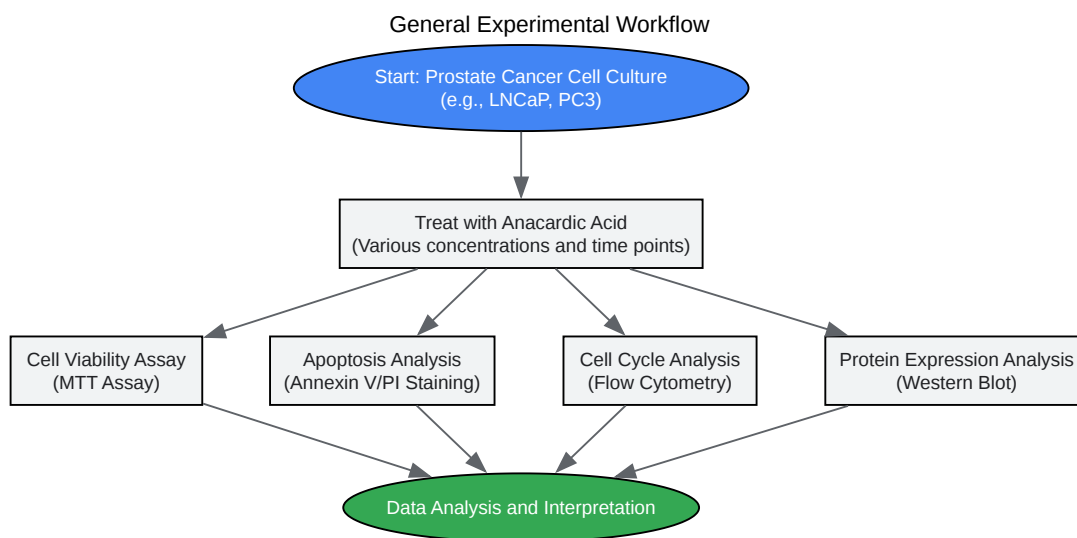 General Experimental Workflow
Start: Prostate Cancer Cell Culture
(e.g., LNCaP, PC3)
Treat with Anacardic Acid
(Various concentrations and time points)
Cell Viability Assay
(MTT Assay)
Apoptosis Analysis
(Annexin V/PI Staining)
Cell Cycle Analysis
(Flow Cytometry)
Protein Expression Analysis
(Western Blot)
Data Analysis and Interpretation